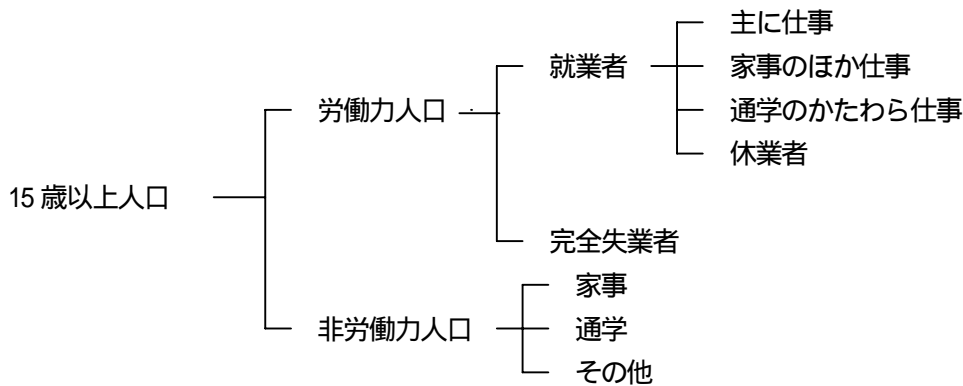 15 歳以上人口
労働力人口
就業者
主に仕事
家事のほか仕事
通学のかたわら仕事
休業者
完全失業者
非労働力人口
家事
通学
その他